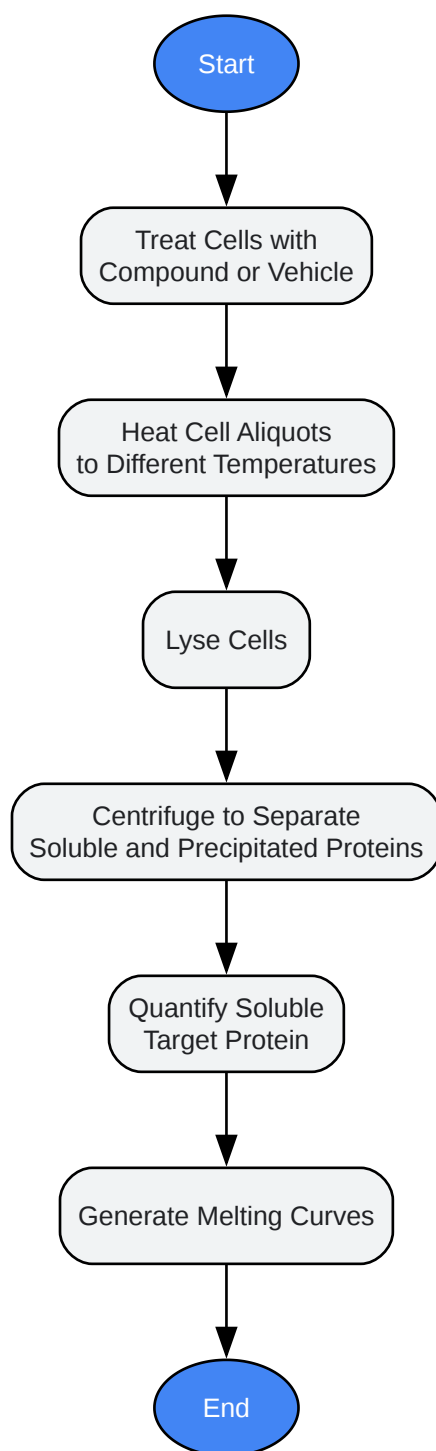 Start
Treat Cells with
Compound or Vehicle
Heat Cell Aliquots
to Different Temperatures
Lyse Cells
Centrifuge to Separate
Soluble and Precipitated Proteins
Quantify Soluble
Target Protein
Generate Melting Curves
End